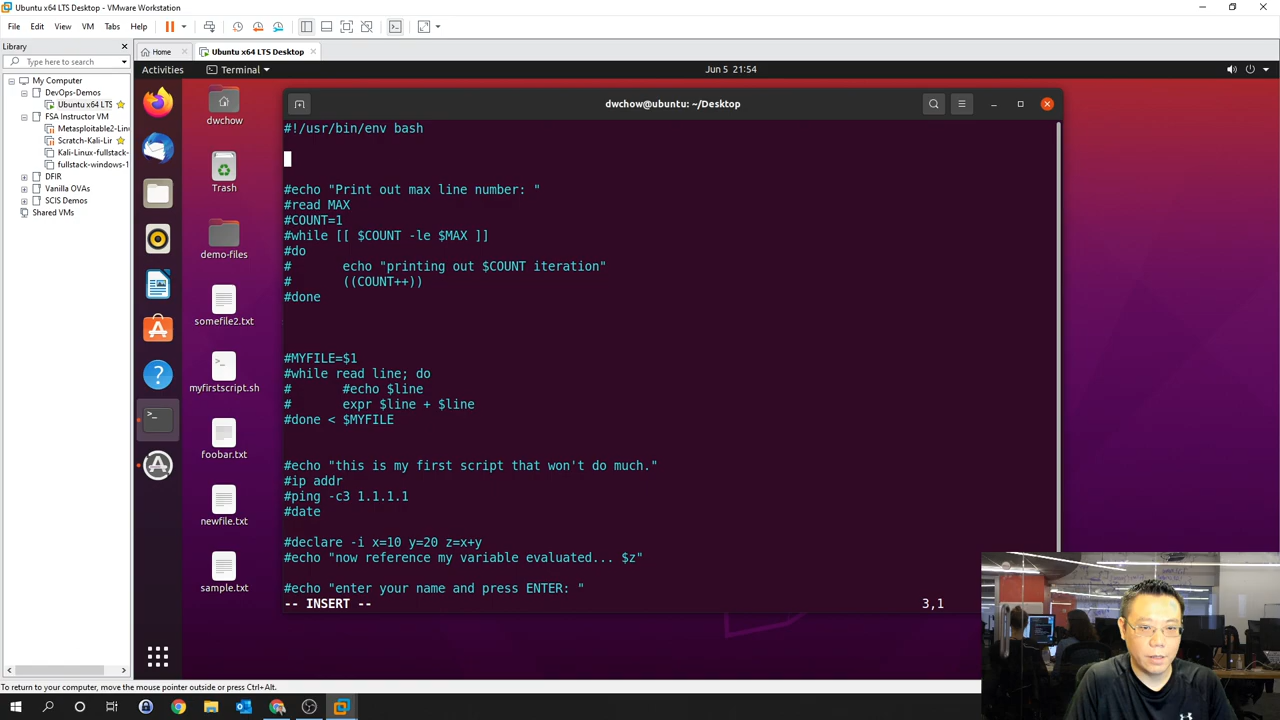 Ubuntu x64 LTS Desktop - VMware Workstation
File Edit View VM Tabs Help
Library
Type here to search
My Computer
DevOps-Demos
Ubuntu x64 LTS
FSA Instructor VM
Metasploitable2-Linu
Scratch-Kali-Lir
Kali-Linux-fullstack-
fullstack-windows-1
DFIR
Vanilla OVAs
SCIS Demos
Shared VMs
Home
Ubuntu x64 LTS Desktop
Activities
Terminal
Jun 5 21:54
dwchow
Trash
demo-files
somefile2.txt
myfirstscript.sh
foobar.txt
newfile.txt
sample.txt
dwchow@ubuntu: ~/Desktop
#!/usr/bin/env bash
#echo "Print out max line number: "
#read MAX
#COUNT=1
#while [[ $COUNT -le $MAX ]]
#do
#       echo "printing out $COUNT iteration"
#       ((COUNT++))
#done
#MYFILE=$1
#while read line; do
#       #echo $line
#       expr $line + $line
#done < $MYFILE
#echo "this is my first script that won't do much."
#ip addr
#ping -c3 1.1.1.1
#date
#declare -i x=10 y=20 z=x+y
#echo "now reference my variable evaluated... $z"
#echo "enter your name and press ENTER: "
-- INSERT --
3,1
To return to your computer, move the mouse pointer outside or press Ctrl+Alt.